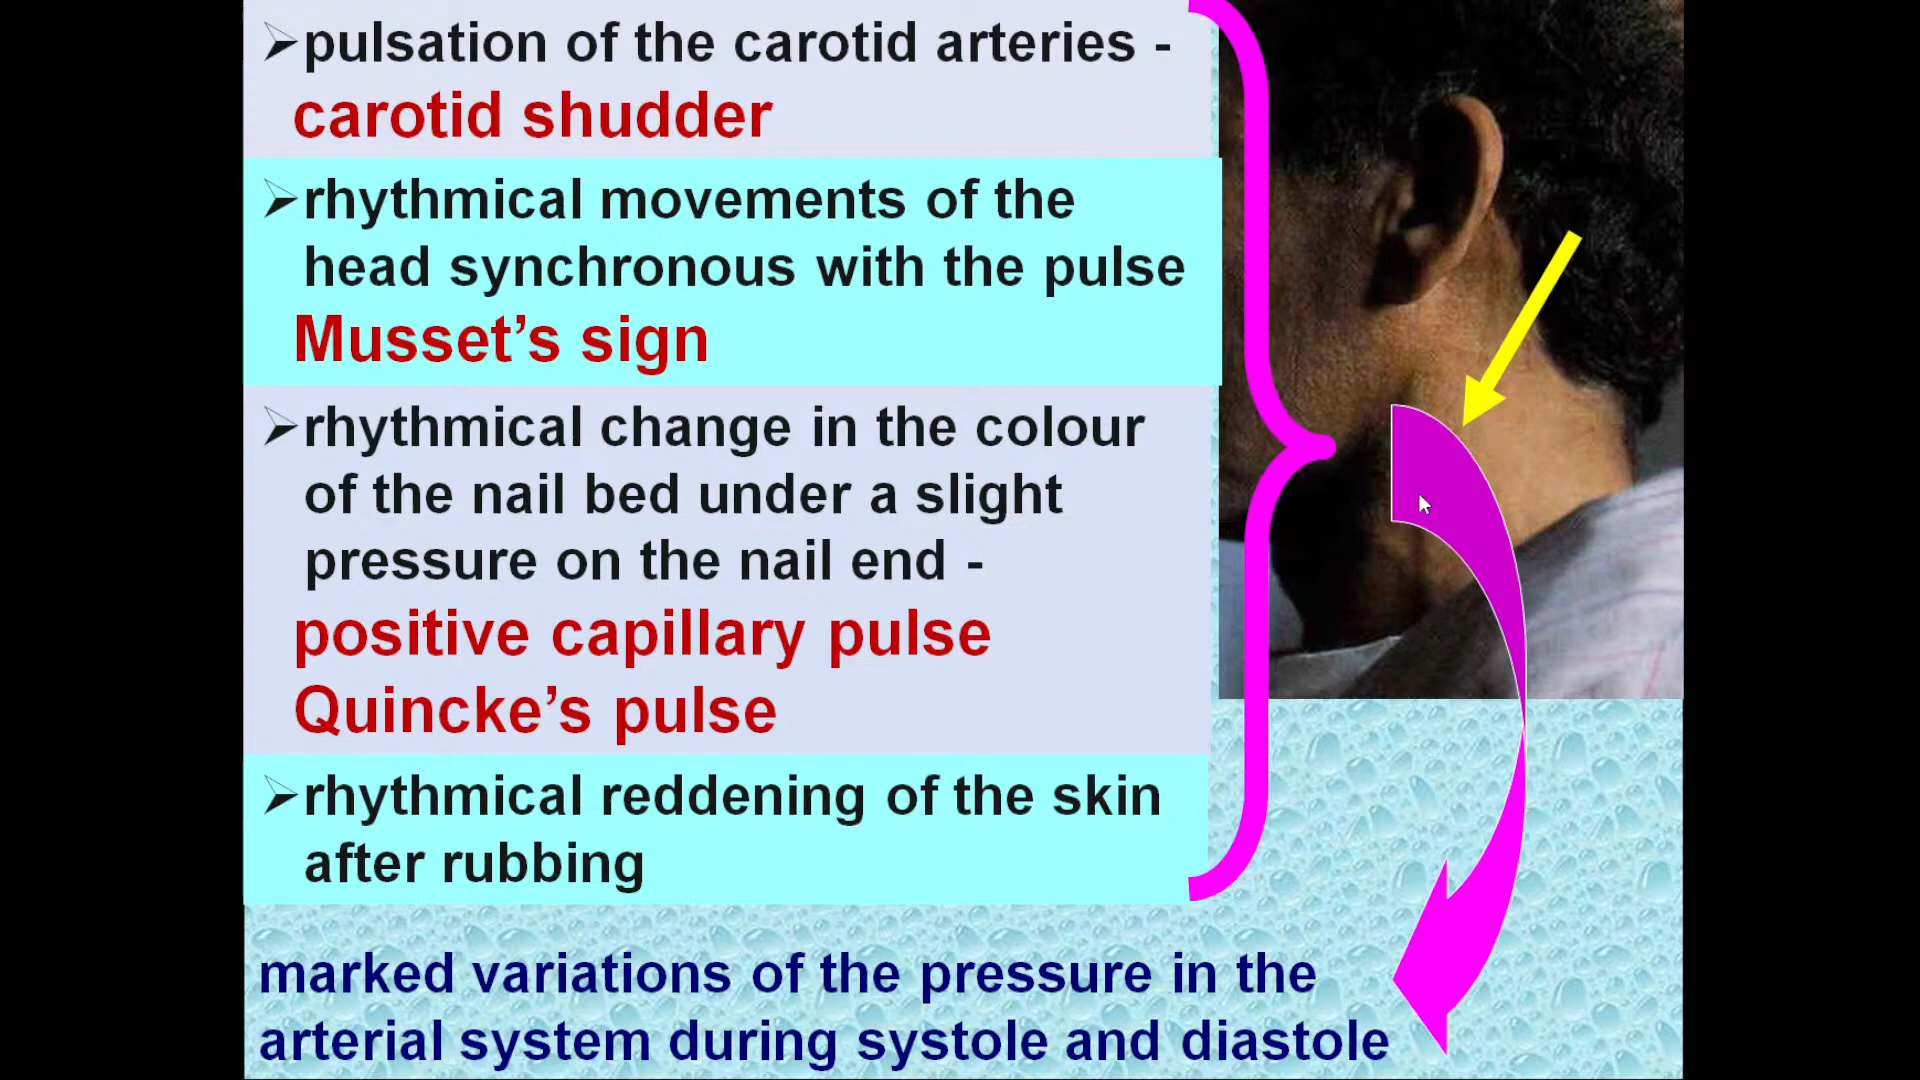 ➢pulsation of the carotid arteries -
carotid shudder
➢rhythmical movements of the
head synchronous with the pulse
Musset’s sign
➢rhythmical change in the colour
of the nail bed under a slight
pressure on the nail end -
positive capillary pulse
Quincke’s pulse
➢rhythmical reddening of the skin
after rubbing
marked variations of the pressure in the
arterial system during systole and diastole